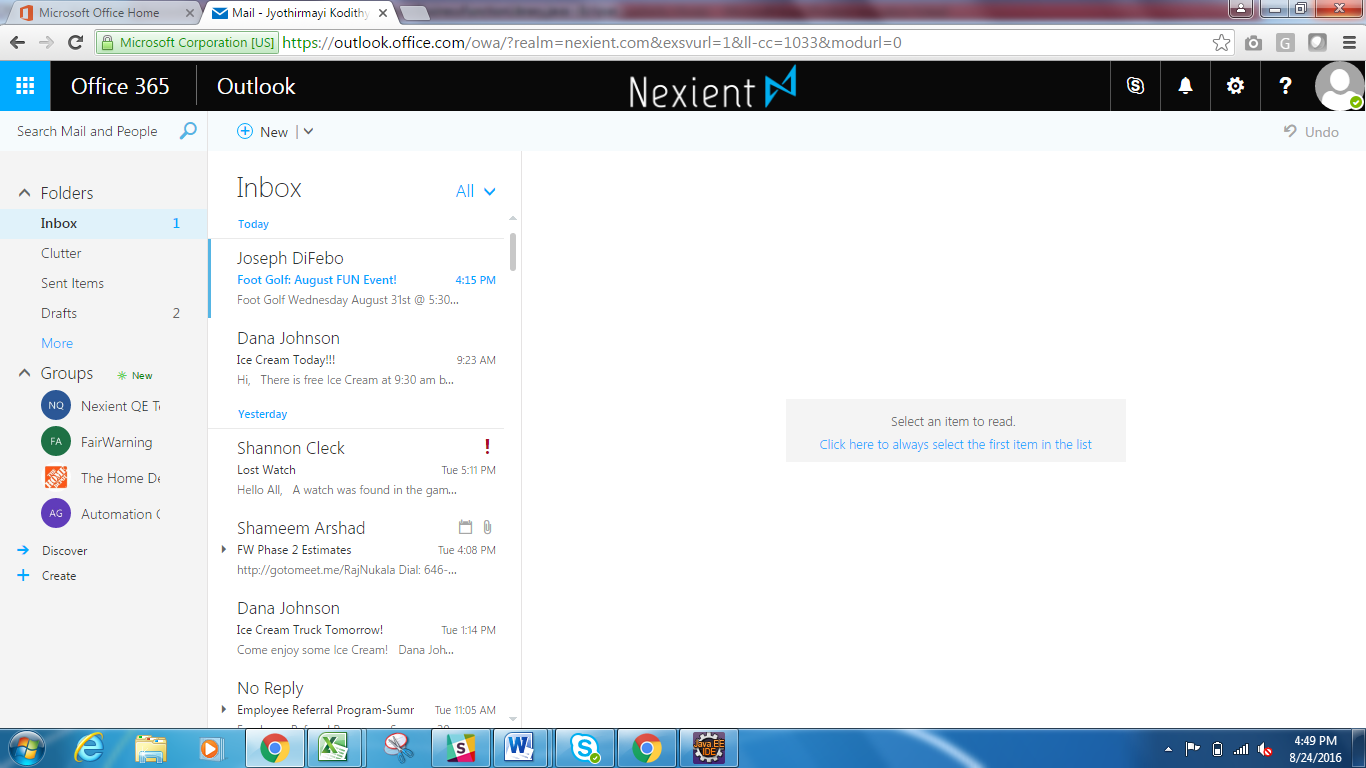 Microsoft Office Home
Mail - Jyothirmayi Kodithy
Microsoft Corporation [US]
https://outlook.office.com/owa/?realm=nexient.com&exsvurl=1&ll-cc=1033&modurl=0
Office 365
Outlook
Nexient
Search Mail and People
New
Undo
Folders
Inbox 1
Clutter
Sent Items
Drafts 2
More
Groups New
NQ Nexient QE T
FA FairWarning
The Home De
AG Automation
Discover
Create
Inbox
All
Today
Joseph DiFebo
Foot Golf: August FUN Event! 4:15 PM
Foot Golf Wednesday August 31st @ 5:30...
Dana Johnson
Ice Cream Today!!! 9:23 AM
Hi, There is free Ice Cream at 9:30 am b...
Yesterday
Shannon Cleck
Lost Watch Tue 5:11 PM
Hello All, A watch was found in the gam...
Shameem Arshad
FW Phase 2 Estimates Tue 4:08 PM
http://gotomeet.me/RajNukala Dial: 646-...
Dana Johnson
Ice Cream Truck Tomorrow! Tue 1:14 PM
Come enjoy some Ice Cream! Dana Joh...
No Reply
Employee Referral Program-Sumr Tue 11:05 AM
Select an item to read.
Click here to always select the first item in the list
Java EE
IDE
4:49 PM
8/24/2016